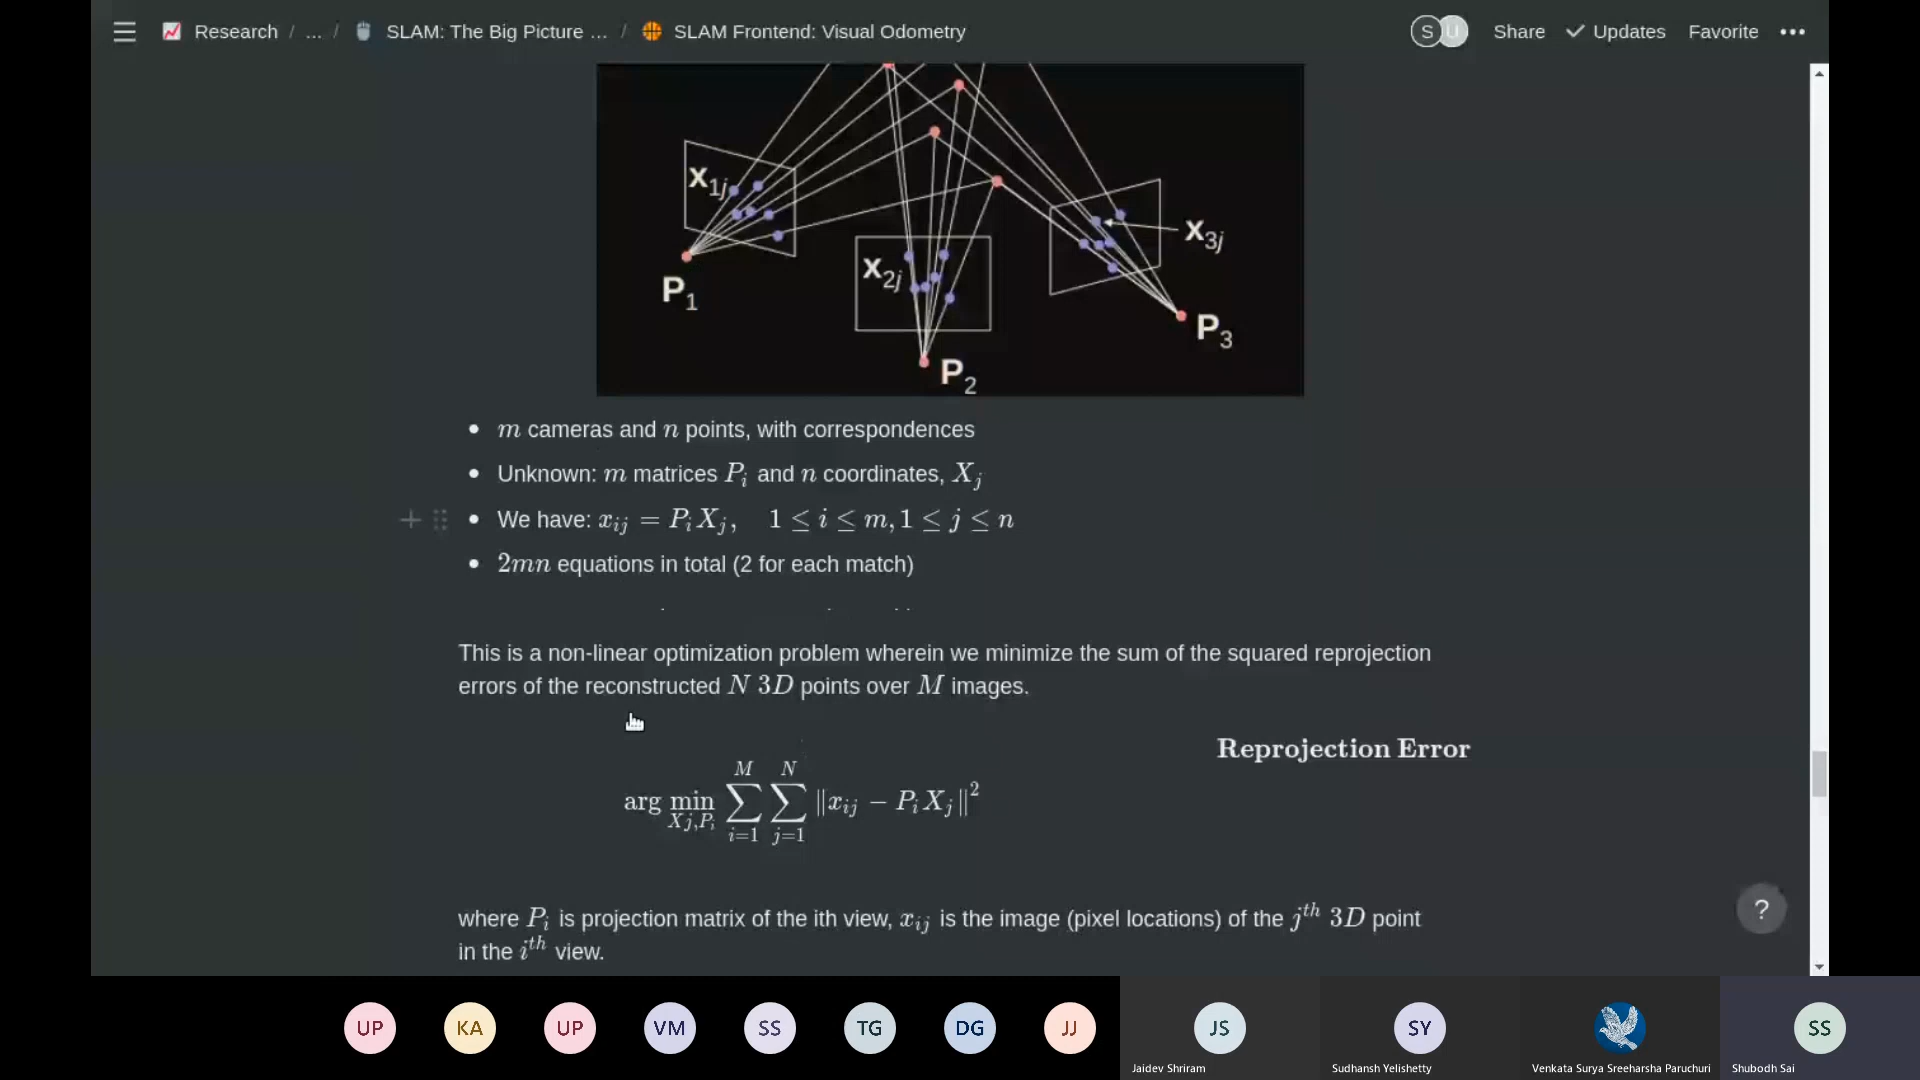 Research / ... / SLAM: The Big Picture ... / SLAM Frontend: Visual Odometry
S U Share Updates Favorite •••
x1j
x2j
x3j
P1
P2
P3
• m cameras and n points, with correspondences
• Unknown: m matrices Pi and n coordinates, Xj
• We have: xij = PiXj, 1 ≤ i ≤ m, 1 ≤ j ≤ n
• 2mn equations in total (2 for each match)
This is a non-linear optimization problem wherein we minimize the sum of the squared reprojection
errors of the reconstructed N 3D points over M images.
Reprojection Error
arg min Xj,Pi ∑ i=1 M ∑ j=1 N ||xij − PiXj||²
where Pi is projection matrix of the ith view, xij is the image (pixel locations) of the jth 3D point
in the ith view.
?
UP KA UP VM SS TG DG JJ JS SY SS
Jaidev Shriram Sudhansh Yelishetty Venkata Surya Sreeharsha Paruchuri Shubodh Sai